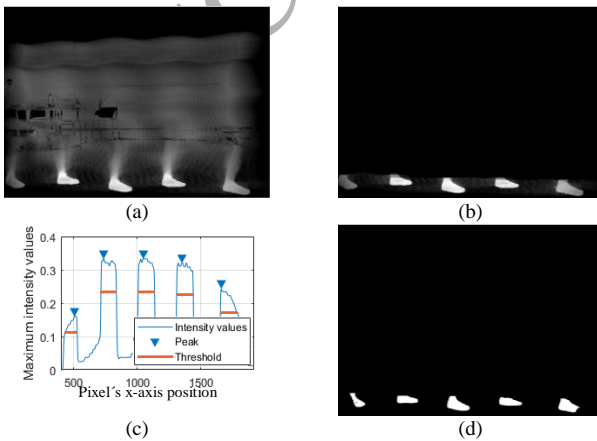 (a)
(b)
Maximum intensity values
0.4
0.3
0.2
0.1
0
Intensity values
Peak
Threshold
500
1000
1500
Pixel´s x-axis position
(c)
(d)